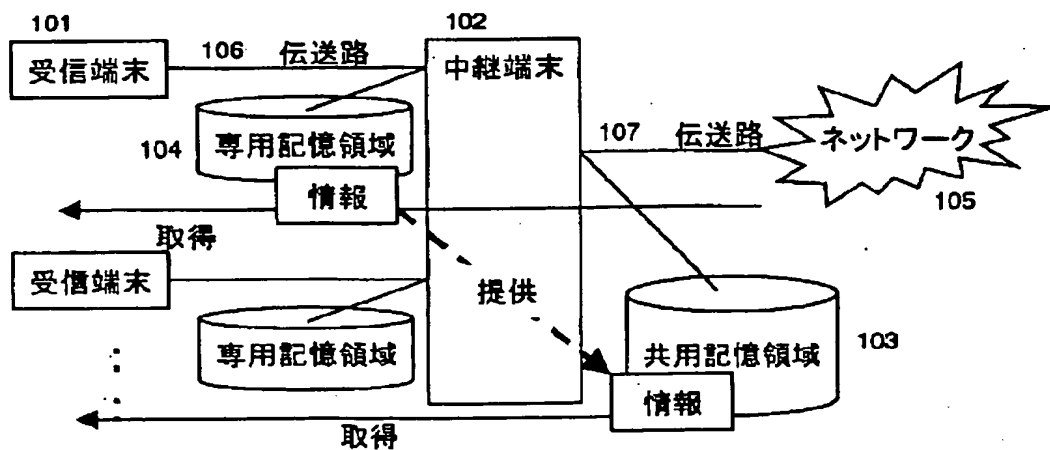 101
受信端末
106 伝送路
102
中継端末
104
専用記憶領域
情報
取得
107 伝送路
ネットワーク
105
受信端末
専用記憶領域
提供
共用記憶領域
103
情報
取得